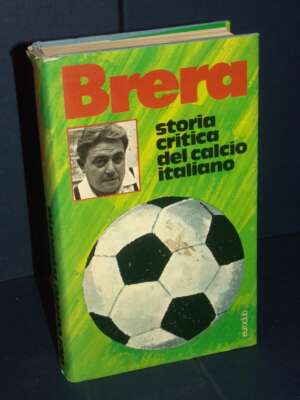 Brera
storia
critica
del calcio
italiano
euroclub